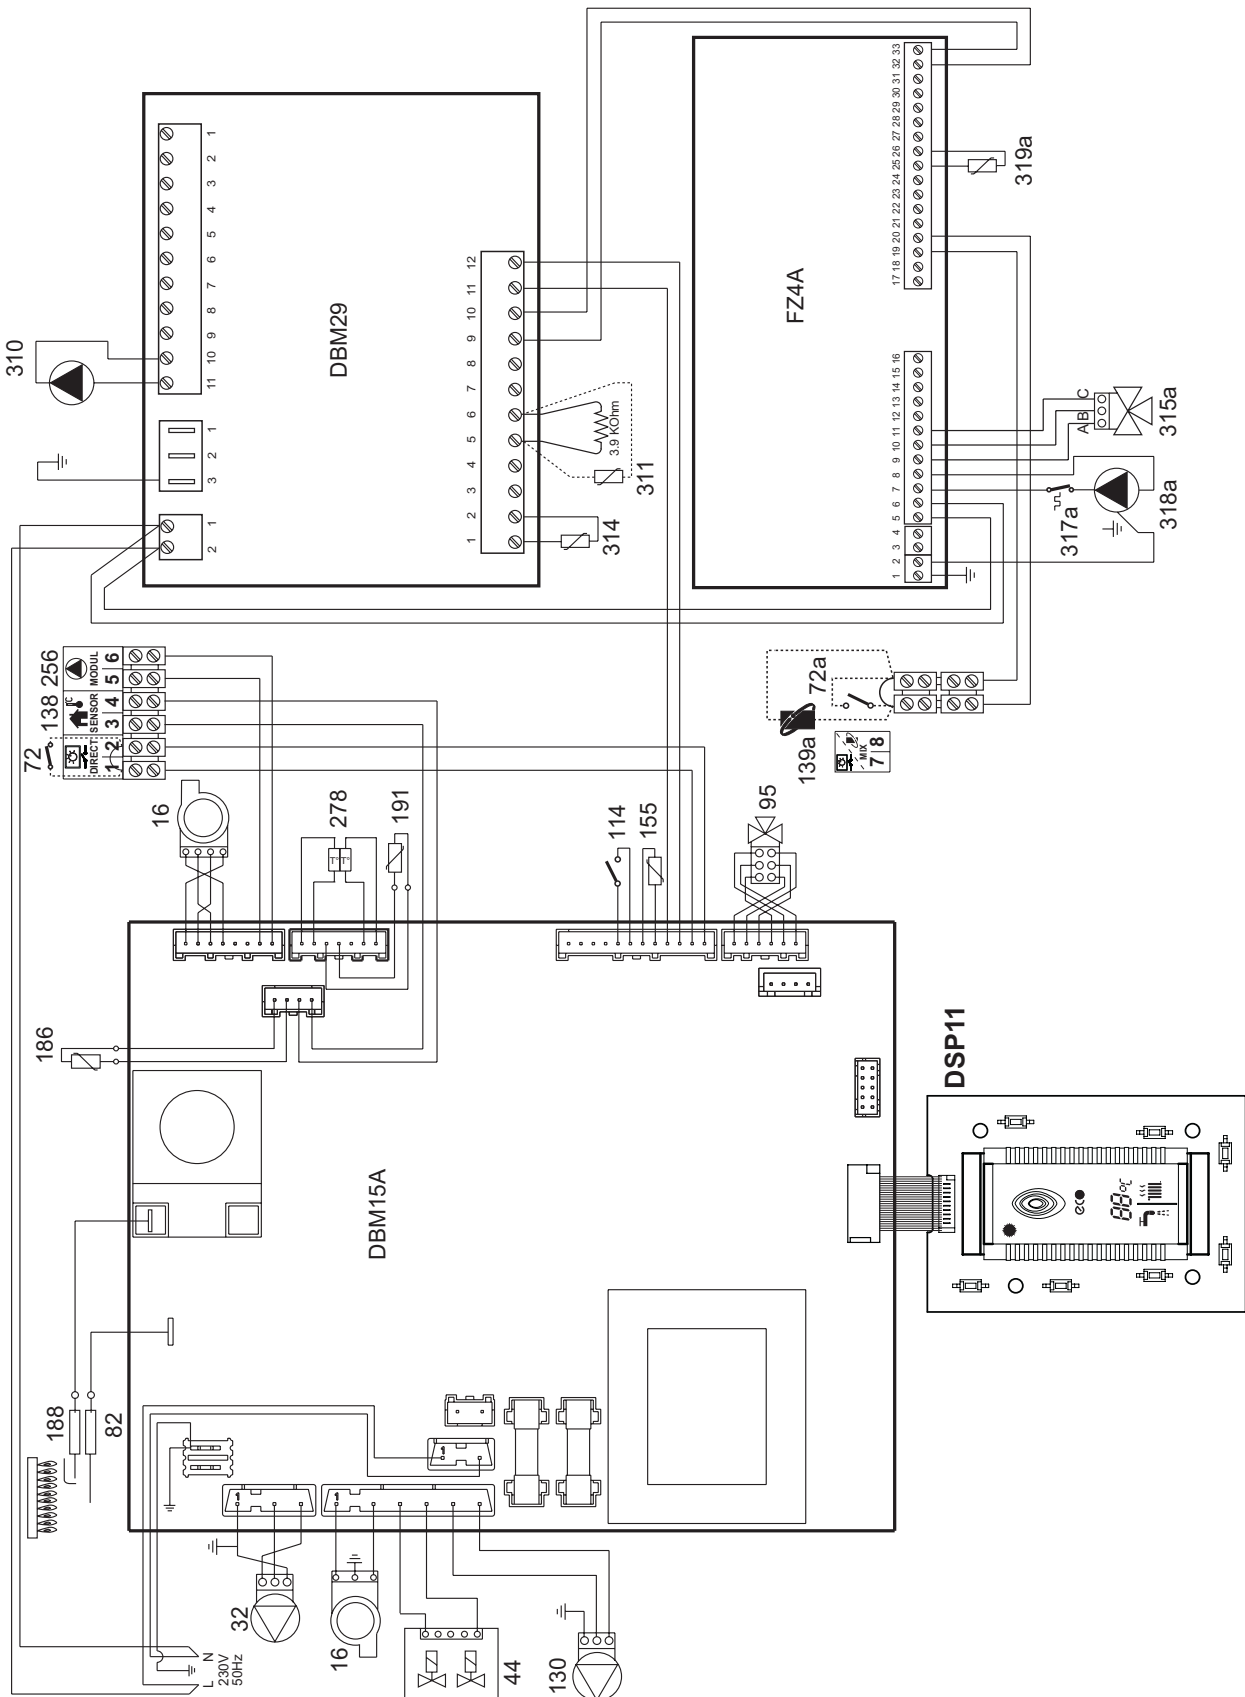 310
DBM29
1 2 3 4 5 6 7 8 9 10 11
1 2 3
1 2
1 2 3 4 5 6 7 8 9 10 11 12
3.9 KOhm
311
314
FZ4A
17 18 19 20 21 22 23 24 25 26 27 28 29 30 31 32 33
1 2 3 4 5 6 7 8 9 10 11 12 13 14 15 16
319a
A B C
315a
317a
318a
72 138 256
DIRECT SENSOR MODUL
1 2 3 4 5 6
°C
72a
139a
MIX
7 8
16
278
T° T°
191
114
155
95
186
DBM15A
DSP11
eco
88°C
188
82
1
1
1
32
16
44
130
L N
230V
50Hz